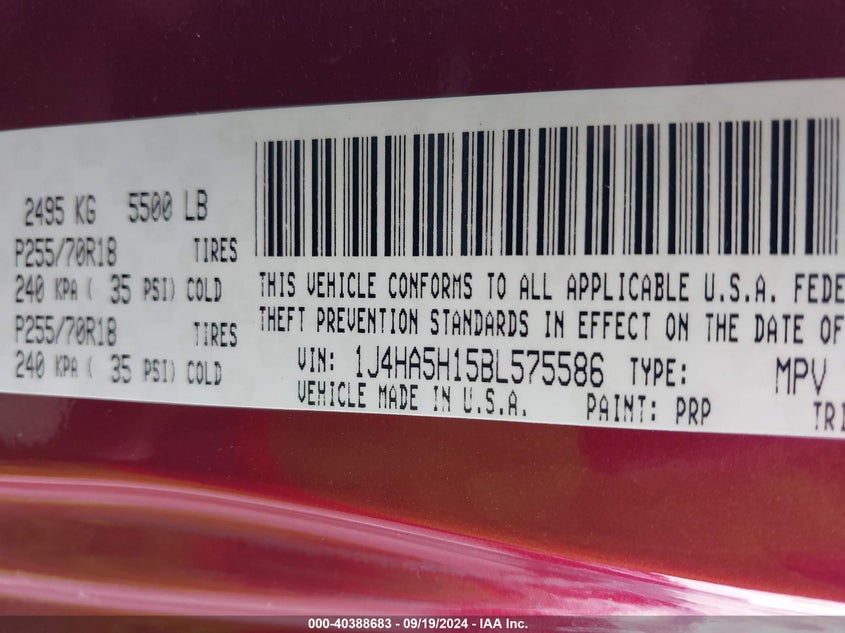 2495 KG 5500 LB
P255/70R18 TIRES
240 KPA ( 35 PSI) COLD
P255/70R18 TIRES
240 KPA ( 35 PSI) COLD
THIS VEHICLE CONFORMS TO ALL APPLICABLE U.S.A. FEDE
THEFT PREVENTION STANDARDS IN EFFECT ON THE DATE OF
VIN: 1J4HA5H15BL575586 TYPE: MPV
VEHICLE MADE IN U.S.A. PAINT: PRP TRI
000-40388683 - 09/19/2024 - IAA Inc.